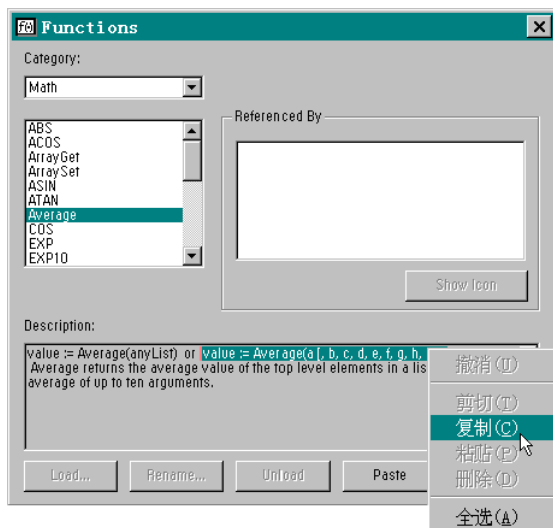 Functions
Category:
Math
ABS
ACOS
ArrayGet
ArraySet
ASIN
ATAN
Average
COS
EXP
EXP10
Referenced By
Show Icon
Description:
value := Average(anyList) or value := Average(a [, b, c, d, e, f, g, h,
Average returns the average value of the top level elements in a lis
average of up to ten arguments.
Load...
Rename...
Unload
Paste
撤消(U)
剪切(T)
复制(C)
粘贴(P)
删除(D)
全选(A)